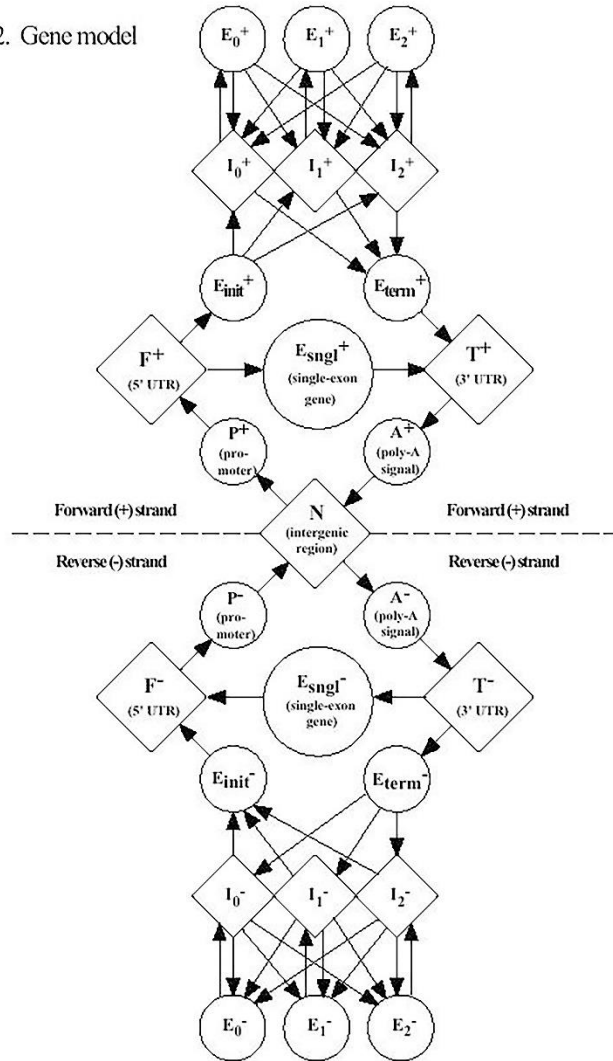 2. Gene model
E0+ E1+ E2+
I0+ I1+ I2+
Einit+ Eterm+
F+
(5' UTR)
Esngl+
(single-exon
gene)
T+
(3' UTR)
P+
(pro-
moter)
A+
(poly-A
signal)
N
(intergenic
region)
Forward (+) strand Forward (+) strand
Reverse (-) strand Reverse (-) strand
P-
(pro-
moter)
A-
(poly-A
signal)
F-
(5' UTR)
Esngl-
(single-exon
gene)
T-
(3' UTR)
Einit- Eterm-
I0- I1- I2-
E0- E1- E2-